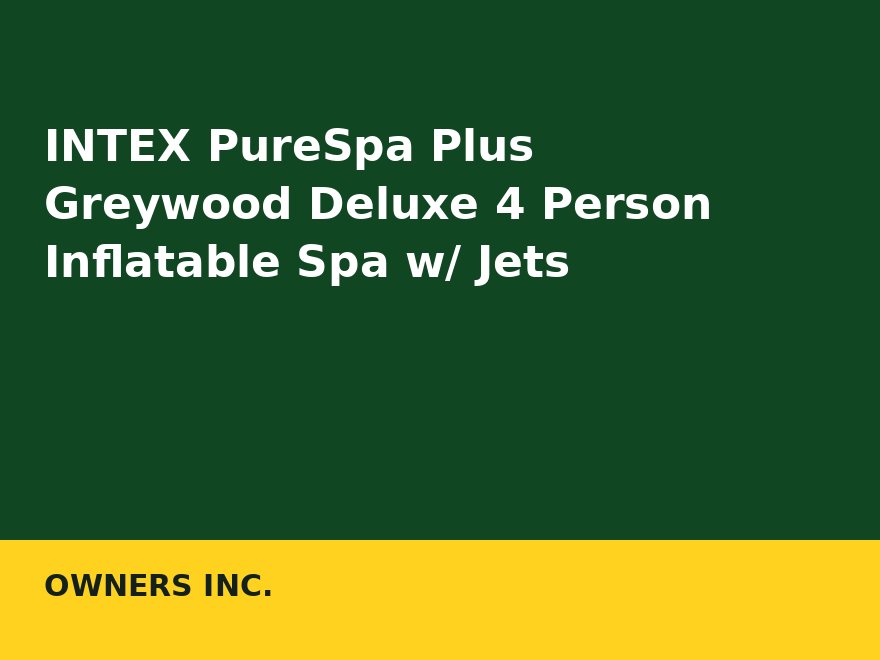 INTEX PureSpa Plus
Greywood Deluxe 4 Person
Inflatable Spa w/ Jets
OWNERS INC.